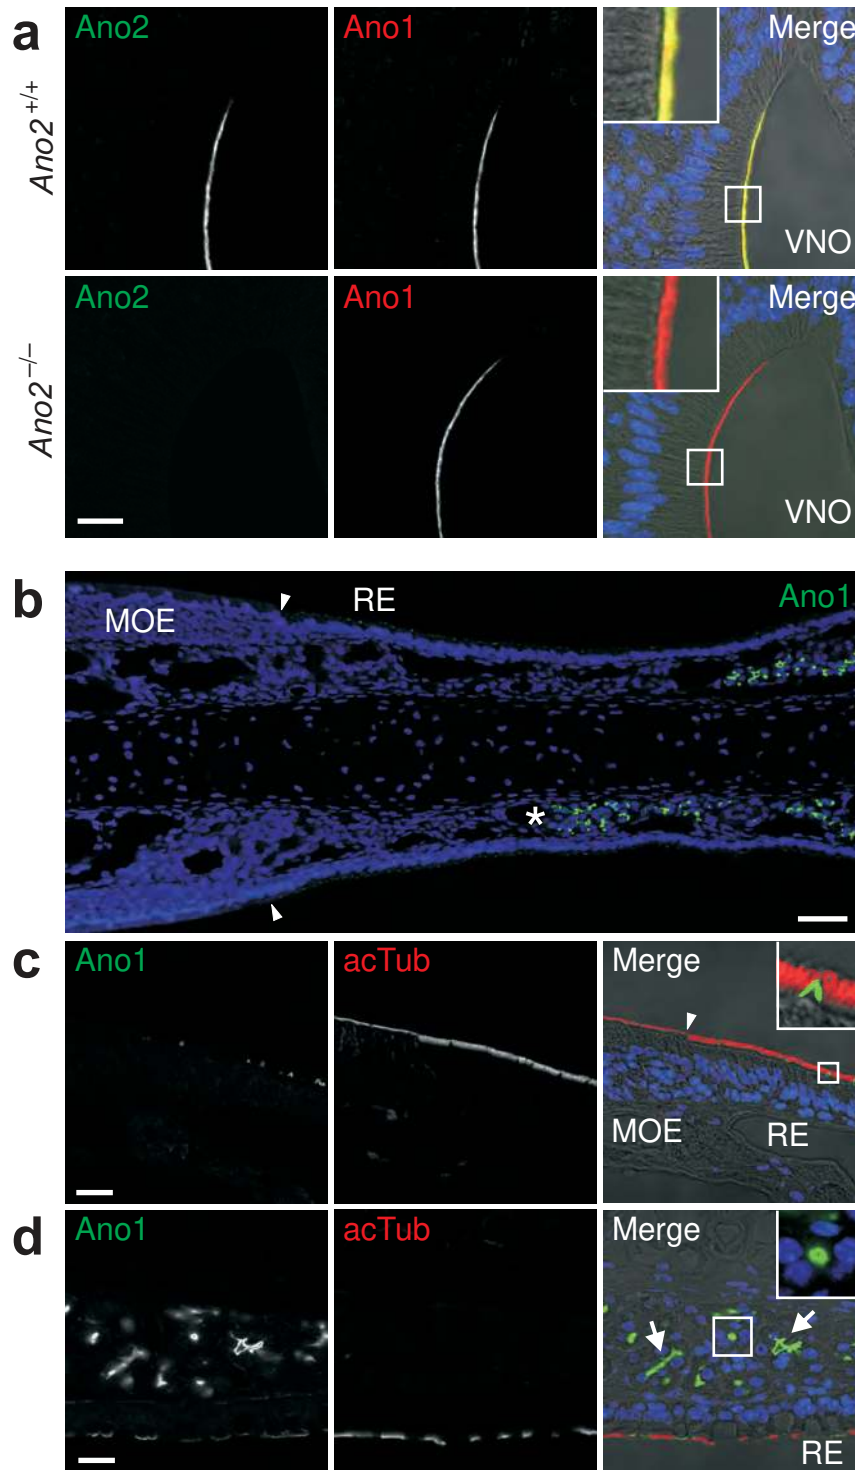 a
Ano2
Ano1
Merge
Ano2+/+
VNO
Ano2
Ano1
Merge
Ano2−/−
VNO
b
MOE
RE
Ano1
*
c
Ano1
acTub
Merge
MOE
RE
d
Ano1
acTub
Merge
RE